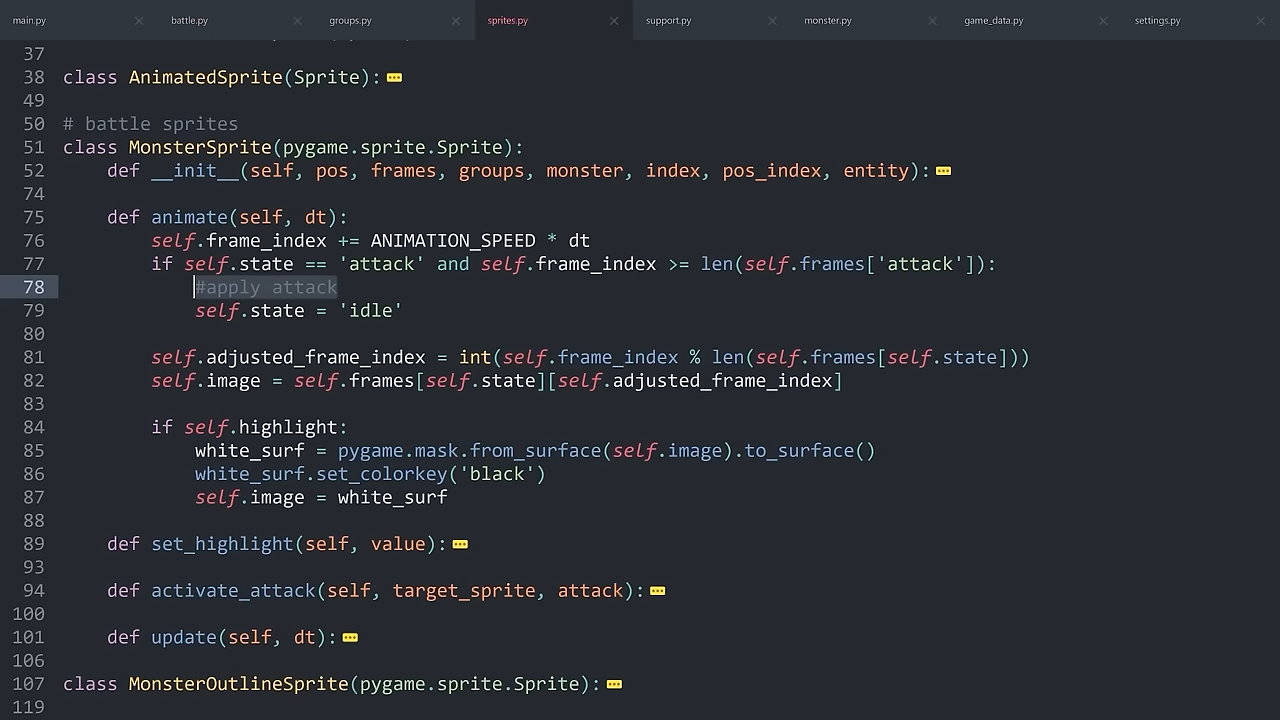 main.py battle.py groups.py sprites.py support.py monster.py game_data.py settings.py
37
38 class AnimatedSprite(Sprite):
49
50 # battle sprites
51 class MonsterSprite(pygame.sprite.Sprite):
52 def __init__(self, pos, frames, groups, monster, index, pos_index, entity):
74
75 def animate(self, dt):
76 self.frame_index += ANIMATION_SPEED * dt
77 if self.state == 'attack' and self.frame_index >= len(self.frames['attack']):
78 #apply attack
79 self.state = 'idle'
80
81 self.adjusted_frame_index = int(self.frame_index % len(self.frames[self.state]))
82 self.image = self.frames[self.state][self.adjusted_frame_index]
83
84 if self.highlight:
85 white_surf = pygame.mask.from_surface(self.image).to_surface()
86 white_surf.set_colorkey('black')
87 self.image = white_surf
88
89 def set_highlight(self, value):
93
94 def activate_attack(self, target_sprite, attack):
100
101 def update(self, dt):
106
107 class MonsterOutlineSprite(pygame.sprite.Sprite):
119